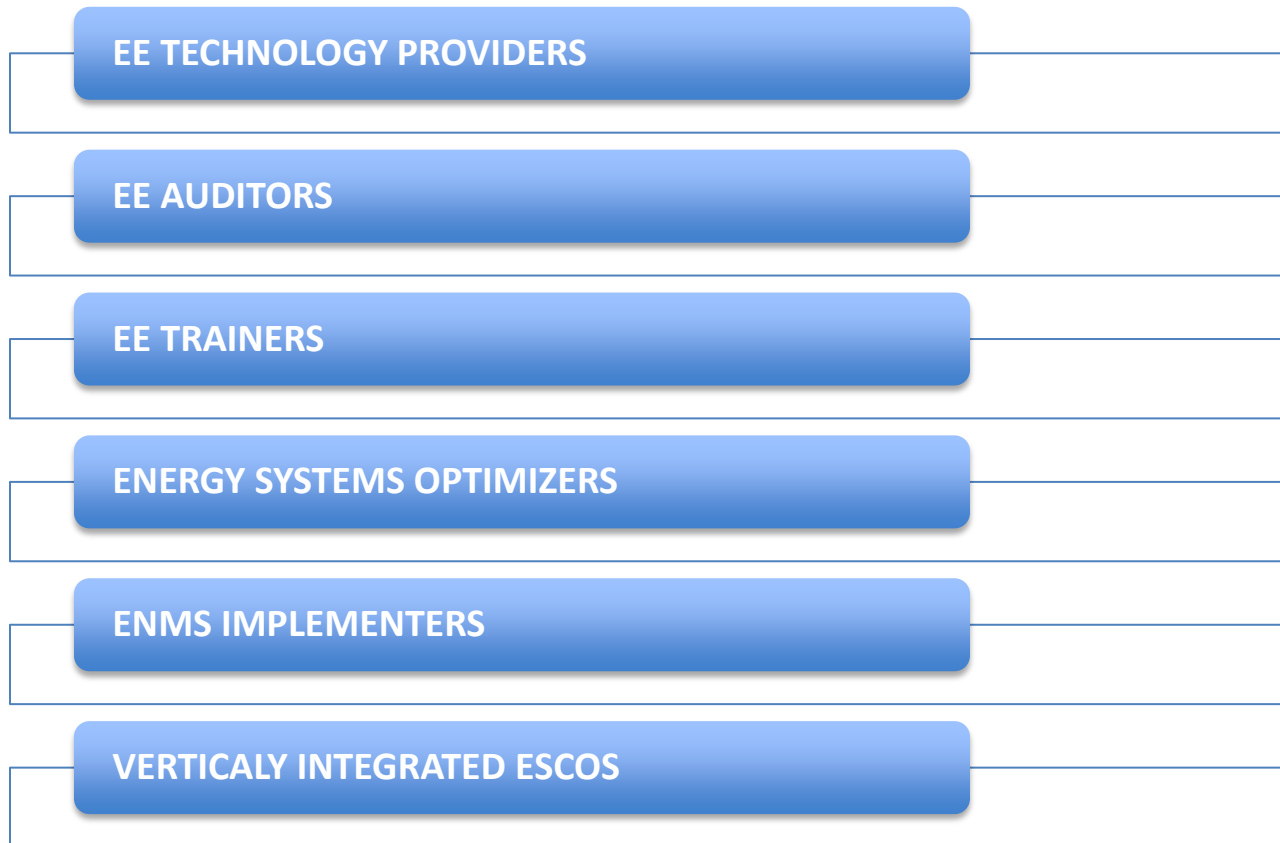 EE TECHNOLOGY PROVIDERS
EE AUDITORS
EE TRAINERS
ENERGY SYSTEMS OPTIMIZERS
ENMS IMPLEMENTERS
VERTICALY INTEGRATED ESCOS